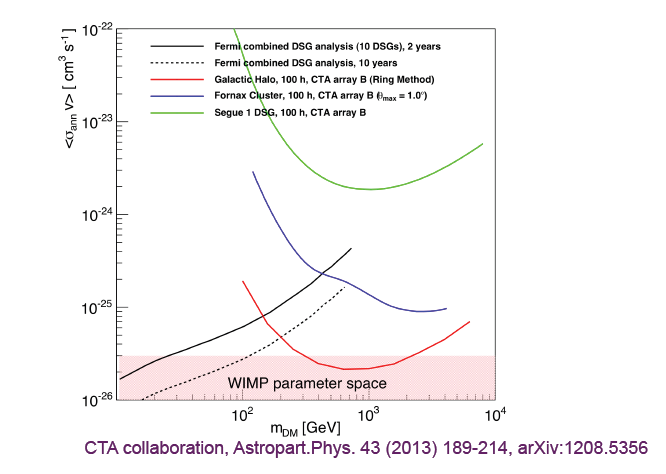 10⁻²²
Fermi combined DSG analysis (10 DSGs), 2 years
Fermi combined DSG analysis, 10 years
Galactic Halo, 100 h, CTA array B (Ring Method)
Fornax Cluster, 100 h, CTA array B (θmax = 1.0°)
Segue 1 DSG, 100 h, CTA array B
<σann v> [ cm³ s⁻¹ ]
10⁻²³
10⁻²⁴
10⁻²⁵
10⁻²⁶
WIMP parameter space
10² 10³ 10⁴
mDM [GeV]
CTA collaboration, Astropart.Phys. 43 (2013) 189-214, arXiv:1208.5356